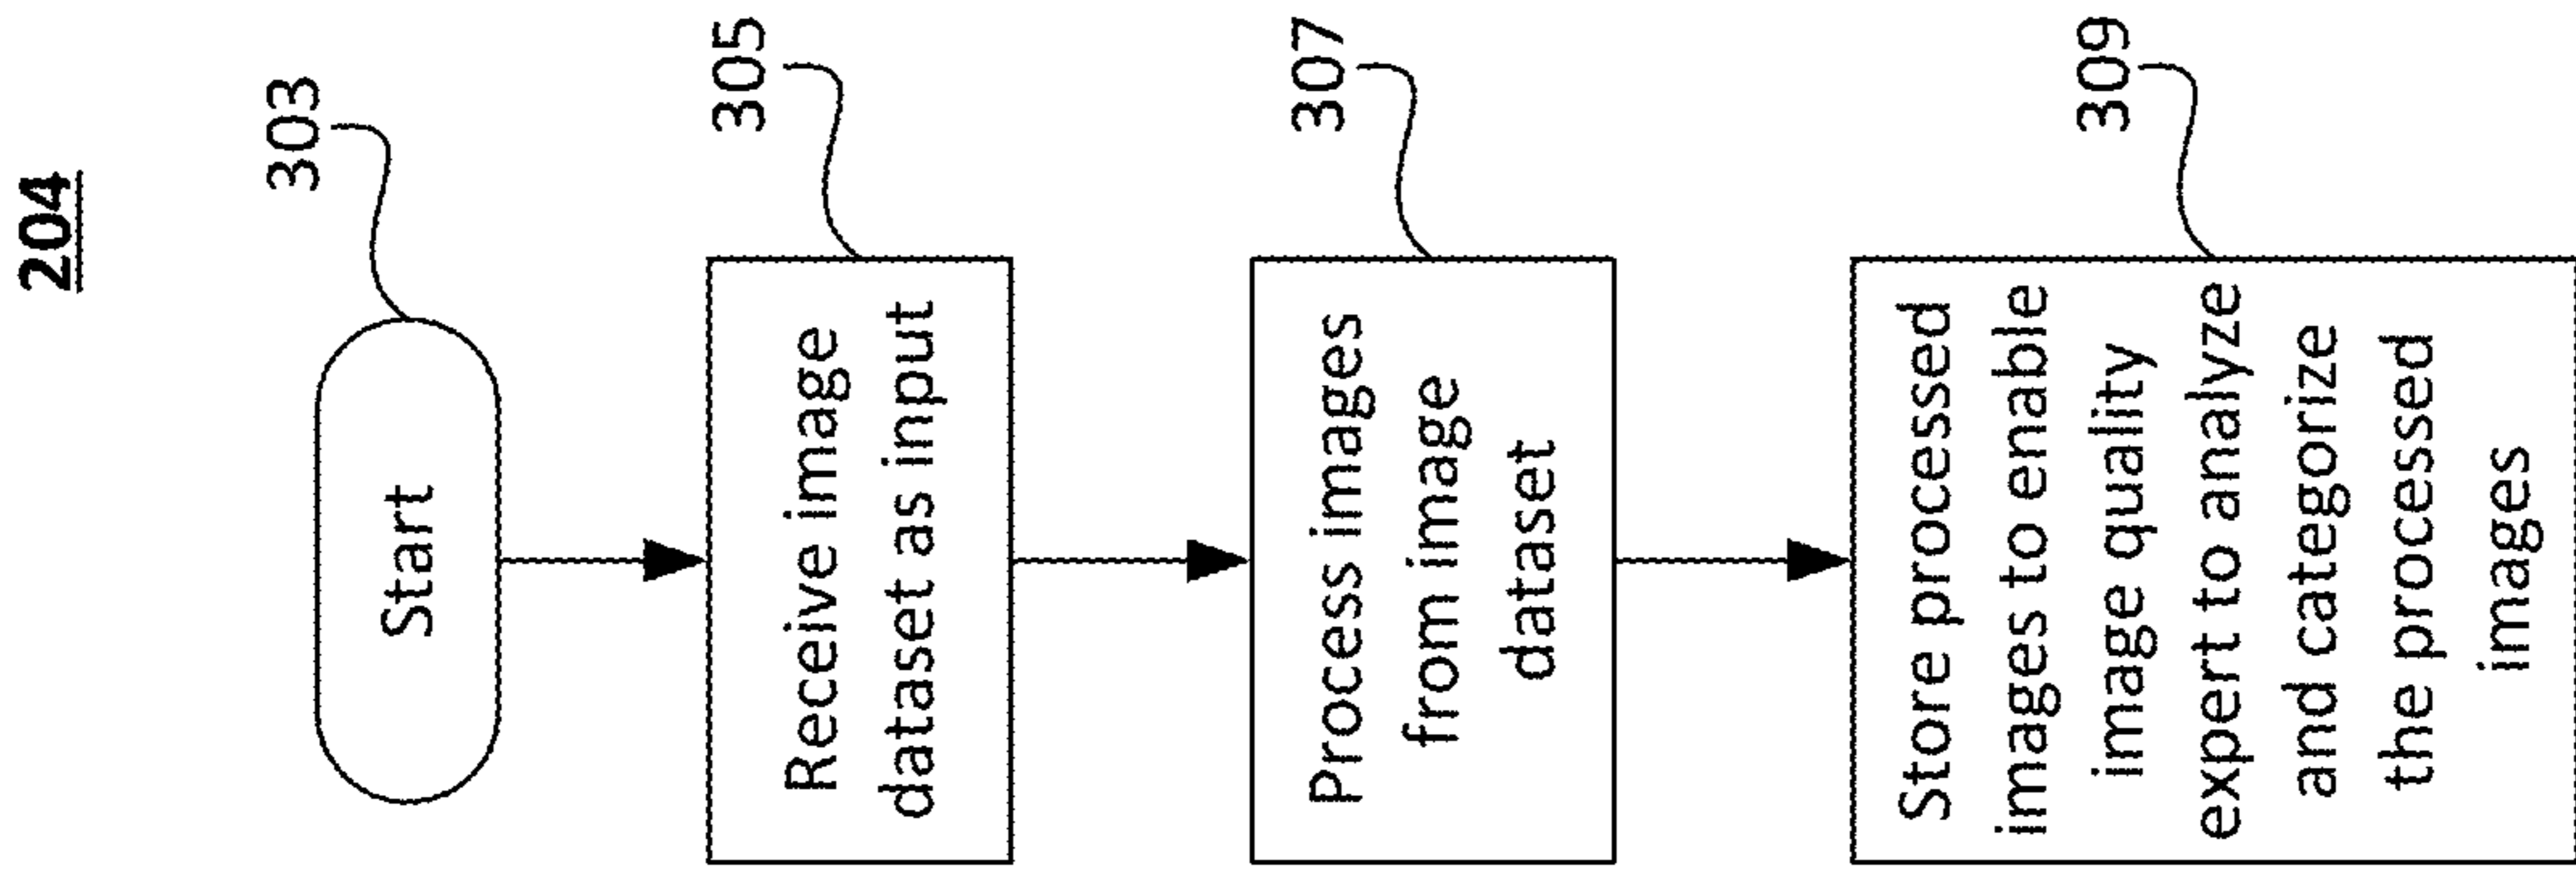 204
303
Start
305
Receive image
dataset as input
307
Process images
from image
dataset
309
Store processed
images to enable
image quality
expert to analyze
and categorize
the processed
images